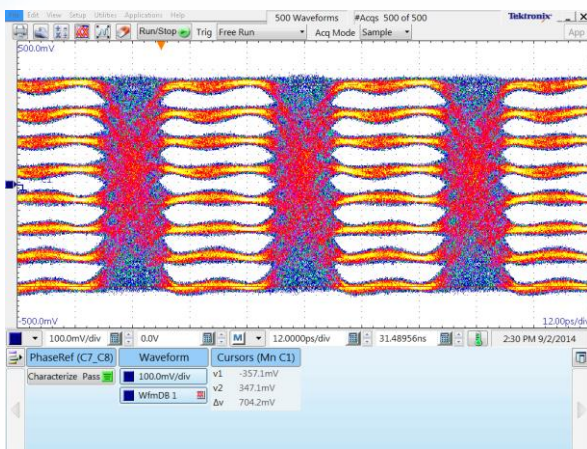 File Edit View Setup Utilities Applications Help
500 Waveforms #Acqs 500 of 500
Tektronix
Run/Stop Trig Free Run Acq Mode Sample App
500.0mV
C1
-500.0mV 12.00ps/div
100.0mV/div 0.0V M 12.0000ps/div 31.48956ns 2:30 PM 9/2/2014
PhaseRef (C7_C8) Waveform Cursors (Mn C1)
Characterize Pass 100.0mV/div v1 -357.1mV
v2 347.1mV
WfmDB 1 Δv 704.2mV